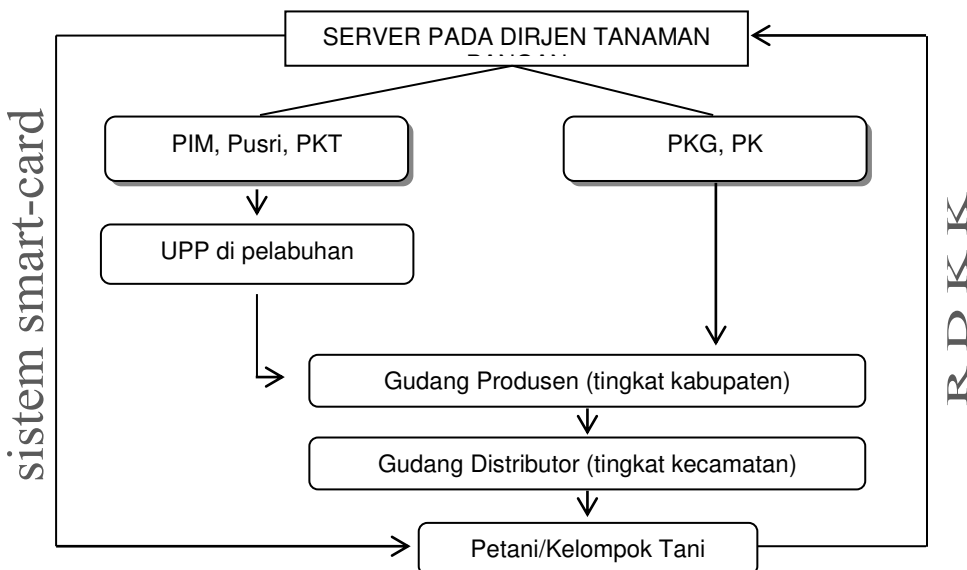 SERVER PADA DIRJEN TANAMAN
PIM, Pusri, PKT
PKG, PK
UPP di pelabuhan
Gudang Produsen (tingkat kabupaten)
Gudang Distributor (tingkat kecamatan)
Petani/Kelompok Tani
sistem smart-card
R D K K